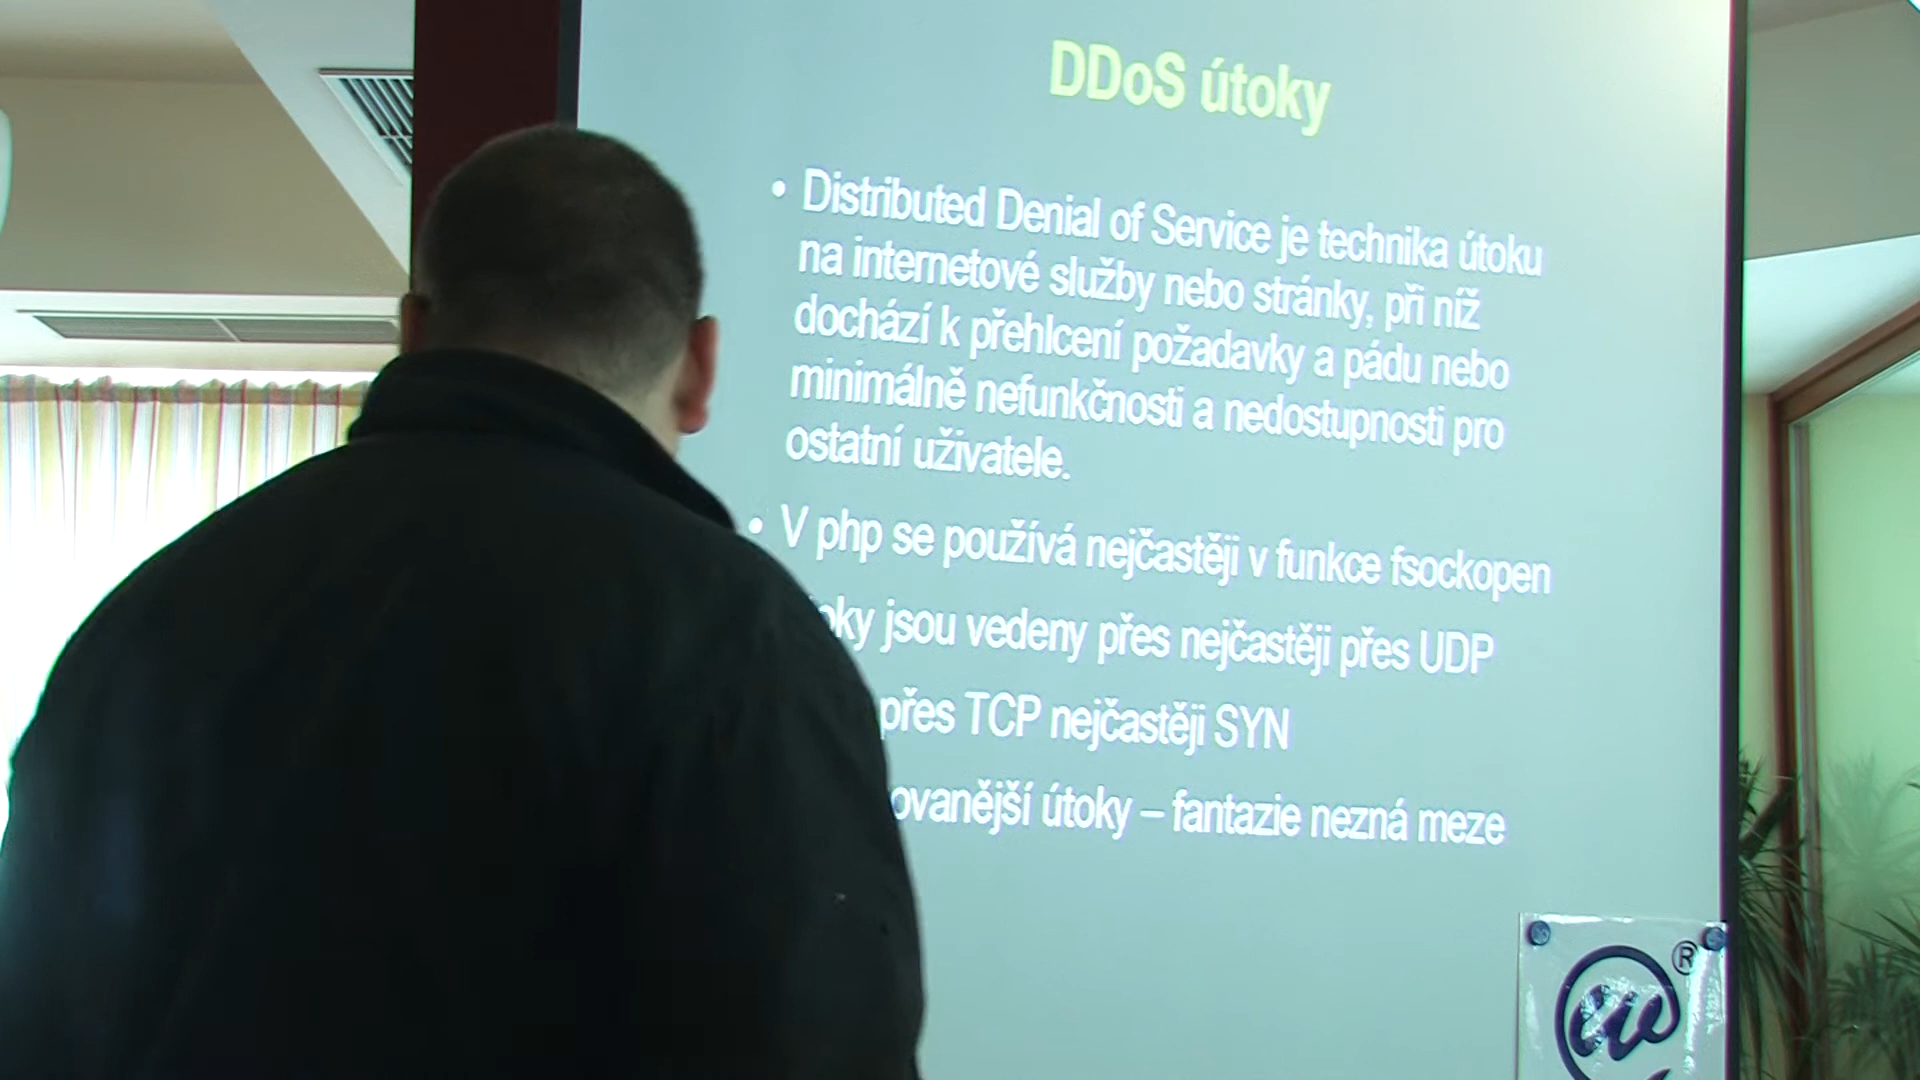 DDoS útoky
• Distributed Denial of Service je technika útoku
na internetové služby nebo stránky, při níž
dochází k přehlcení požadavky a pádu nebo
minimálně nefunkčnosti a nedostupnosti pro
ostatní uživatele.
• V php se používá nejčastěji v funkce fsockopen
jsou vedeny přes nejčastěji přes UDP
přes TCP nejčastěji SYN
útoky – fantazie nezná meze
®